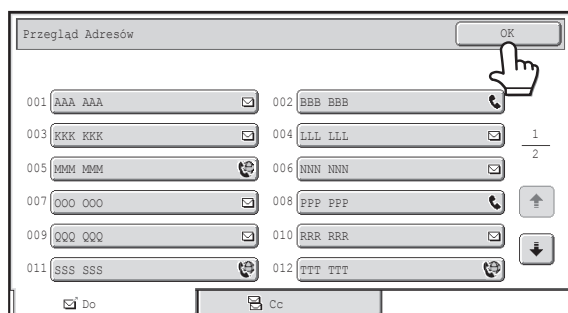 Przegląd Adresów OK
001 AAA AAA 002 BBB BBB
003 KKK KKK 004 LLL LLL 1
005 MMM MMM 006 NNN NNN 2
007 OOO OOO 008 PPP PPP
009 QQQ QQQ 010 RRR RRR
011 SSS SSS 012 TTT TTT
Do Cc